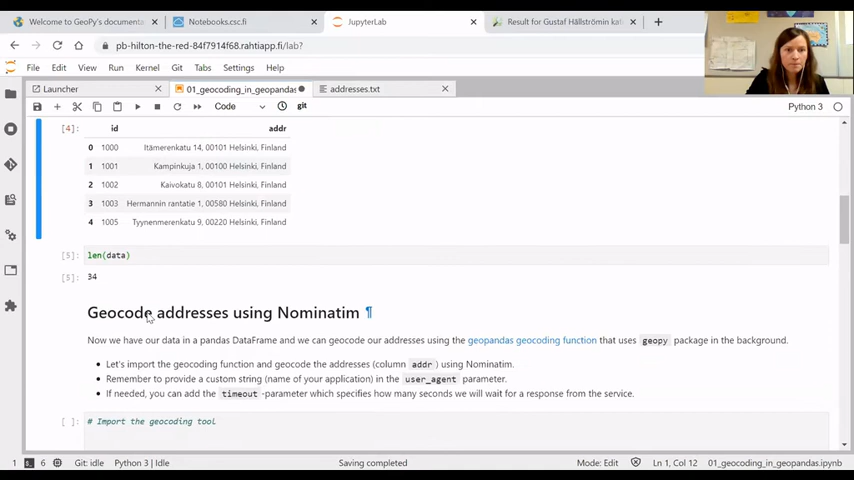 Welcome to GeoPy's documenta
Notebooks.csc.fi
JupyterLab
Result for Gustaf Hällströmin kat
pb-hilton-the-red-84f7914f68.rahtiapp.fi/lab?
File Edit View Run Kernel Git Tabs Settings Help
Launcher
01_geocoding_in_geopandas
addresses.txt
Code
git
Python 3
[4]:
id addr
0 1000 Itämerenkatu 14, 00101 Helsinki, Finland
1 1001 Kampinkuja 1, 00100 Helsinki, Finland
2 1002 Kaivokatu 8, 00101 Helsinki, Finland
3 1003 Hermannin rantatie 1, 00580 Helsinki, Finland
4 1005 Tyynenmerenkatu 9, 00220 Helsinki, Finland
[5]: len(data)
[5]: 34
Geocode addresses using Nominatim ¶
Now we have our data in a pandas DataFrame and we can geocode our addresses using the geopandas geocoding function that uses geopy package in the background.
• Let's import the geocoding function and geocode the addresses (column addr ) using Nominatim.
• Remember to provide a custom string (name of your application) in the user_agent parameter.
• If needed, you can add the timeout -parameter which specifies how many seconds we will wait for a response from the service.
[ ]: # Import the geocoding tool
1 6 Git: idle Python 3 | Idle Saving completed Mode: Edit Ln 1, Col 12 01_geocoding_in_geopandas.ipynb